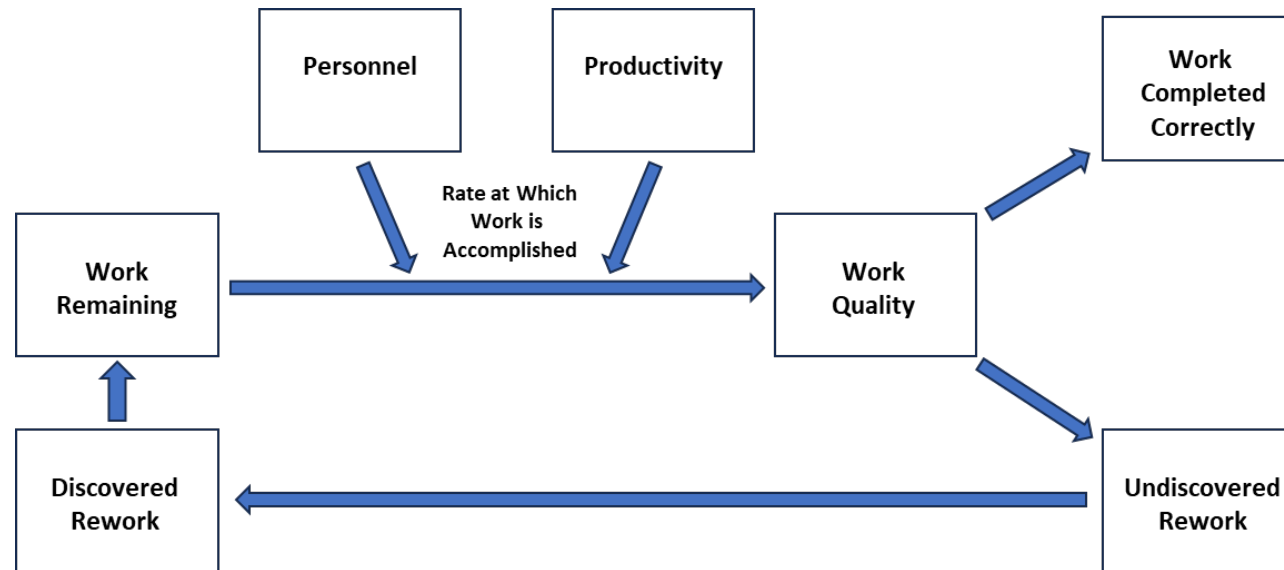 Personnel
Productivity
Work
Completed
Correctly
Rate at Which
Work is
Accomplished
Work
Remaining
Work
Quality
Discovered
Rework
Undiscovered
Rework